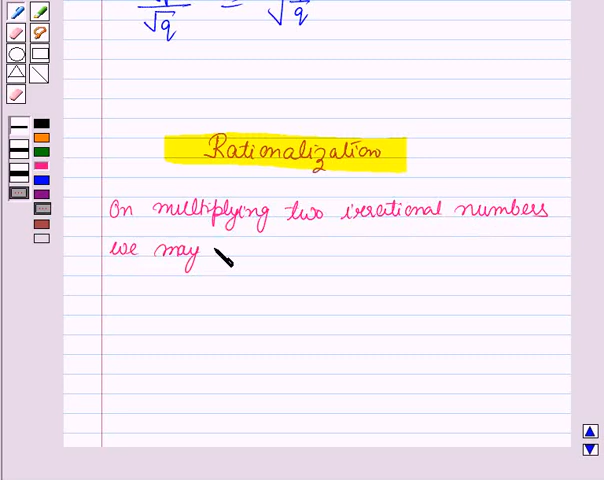 √q = √q
Rationalization
On multiplying two irrational numbers
we may